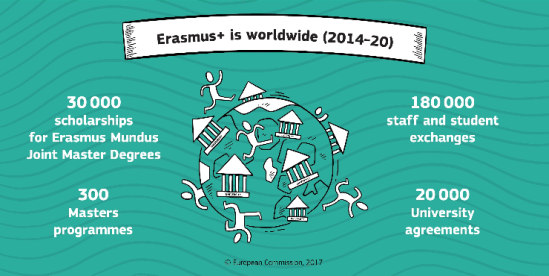 Erasmus+ is worldwide (2014-20)
30 000
scholarships
for Erasmus Mundus
Joint Master Degrees
180 000
staff and student
exchanges
300
Masters
programmes
20 000
University
agreements
© European Commission, 2017